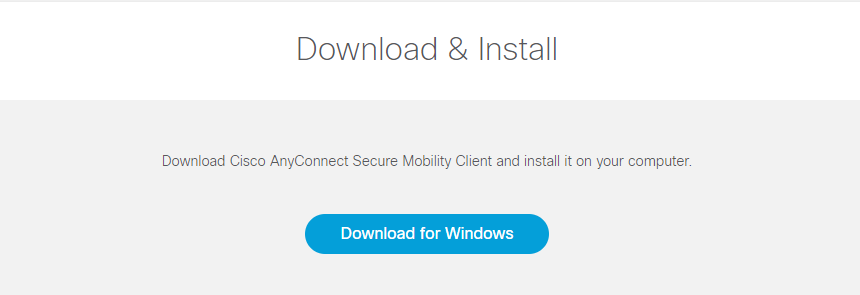 Download & Install
Download Cisco AnyConnect Secure Mobility Client and install it on your computer.
Download for Windows